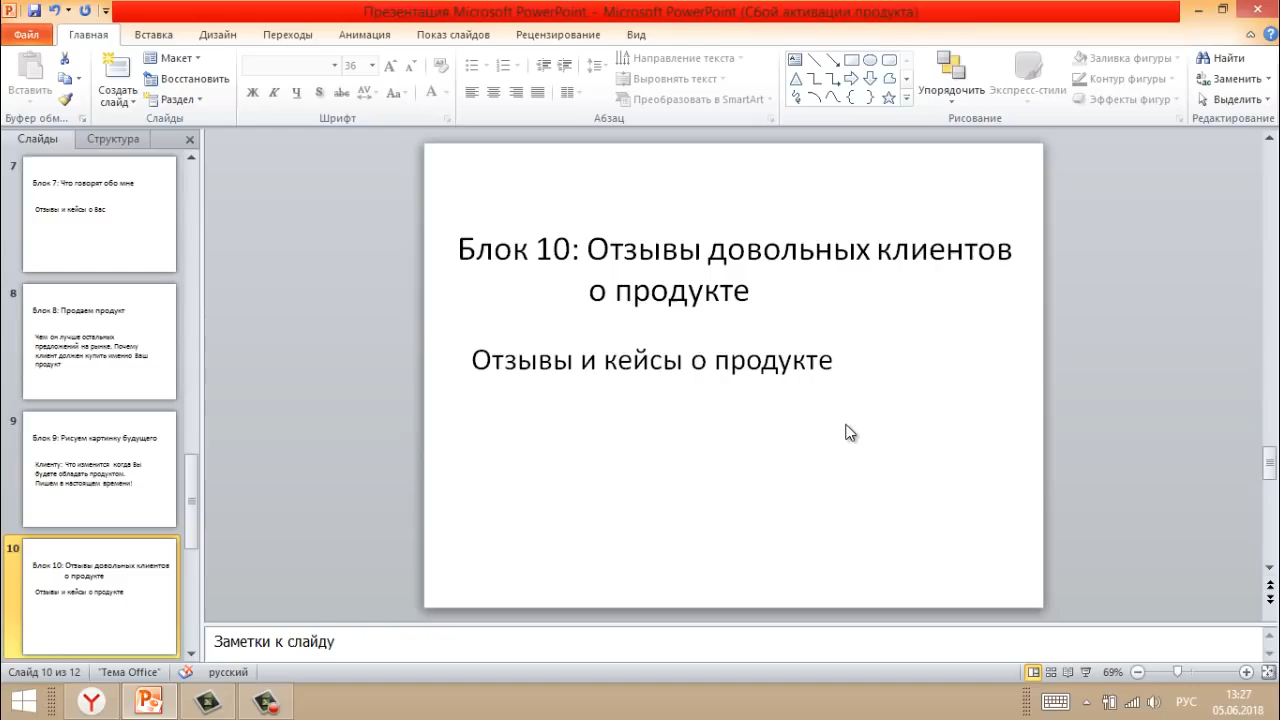 Презентация Microsoft PowerPoint - Microsoft PowerPoint (Сбой активации продукта)
Файл Главная Вставка Дизайн Переходы Анимация Показ слайдов Рецензирование Вид
Вставить
Буфер обм...
Создать слайд
Макет
Восстановить
Раздел
Слайды
36
Ж К Ч S abc AV Aa A
Шрифт
Направление текста
Выровнять текст
Преобразовать в SmartArt
Абзац
Упорядочить
Экспресс-стили
Заливка фигуры
Контур фигуры
Эффекты фигур
Рисование
Найти
Заменить
Выделить
Редактирование
Слайды Структура
7
Блок 7: Что говорят обо мне
Отзывы и кейсы о Вас
8
Блок 8: Продаем продукт
Чем он лучше остальных
предложений на рынке. Почему
клиент должен купить именно Ваш
продукт
9
Блок 9: Рисуем картинку будущего
Клиенту: Что изменится когда Вы
будете обладать продуктом.
Пишем в настоящем времени!
10
Блок 10: Отзывы довольных клиентов
о продукте
Отзывы и кейсы о продукте
Блок 10: Отзывы довольных клиентов
о продукте
Отзывы и кейсы о продукте
Заметки к слайду
Слайд 10 из 12 "Тема Office" русский 69%
РУС
13:27
05.06.2018